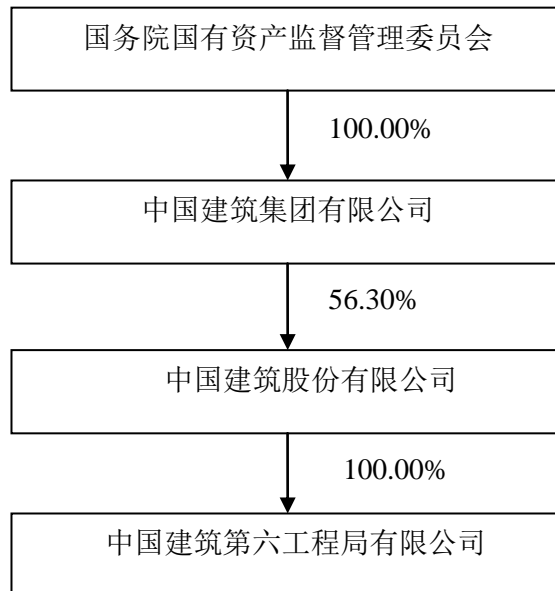 国务院国有资产监督管理委员会
100.00%
中国建筑集团有限公司
56.30%
中国建筑股份有限公司
100.00%
中国建筑第六工程局有限公司